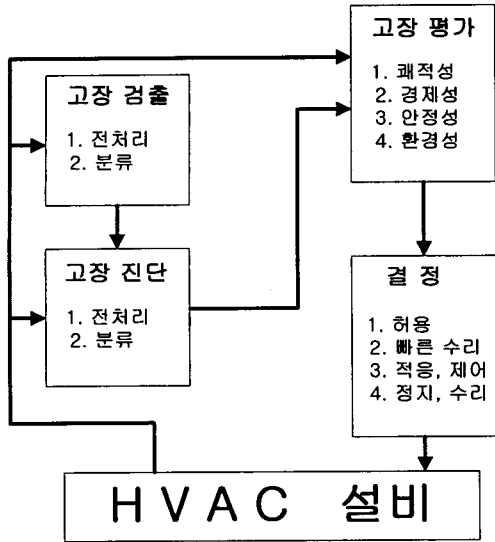 고장 검출
1. 전처리
2. 분류
고장 진단
1. 전처리
2. 분류
고장 평가
1. 쾌적성
2. 경제성
3. 안정성
4. 환경성
결 정
1. 허용
2. 빠른 수리
3. 적응, 제어
4. 정지, 수리
HVAC 설비